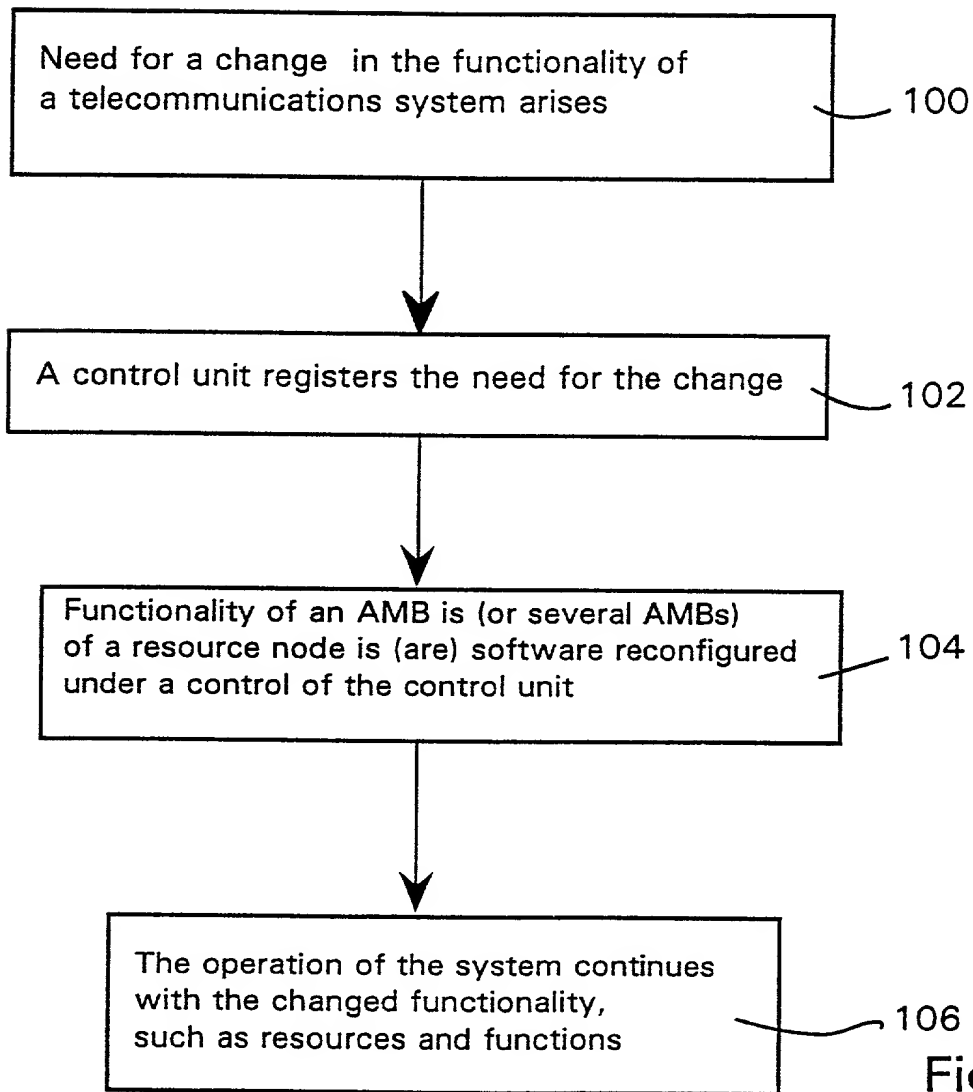 Need for a change in the functionality of
a telecommunications system arises
100
A control unit registers the need for the change
102
Functionality of an AMB is (or several AMBs)
of a resource node is (are) software reconfigured
under a control of the control unit
104
The operation of the system continues
with the changed functionality,
such as resources and functions
106